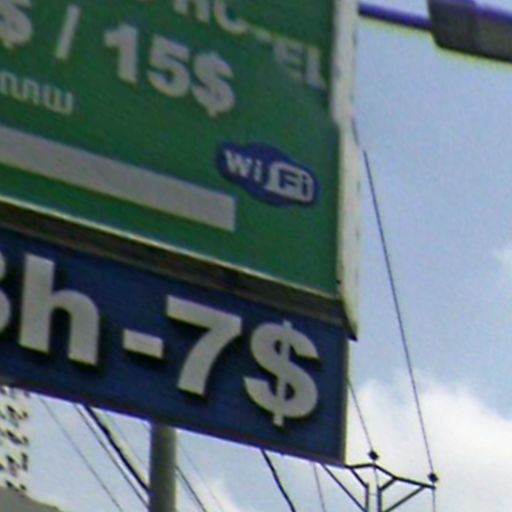 HOTEL
$ / 15$
WiFi
3h-7$